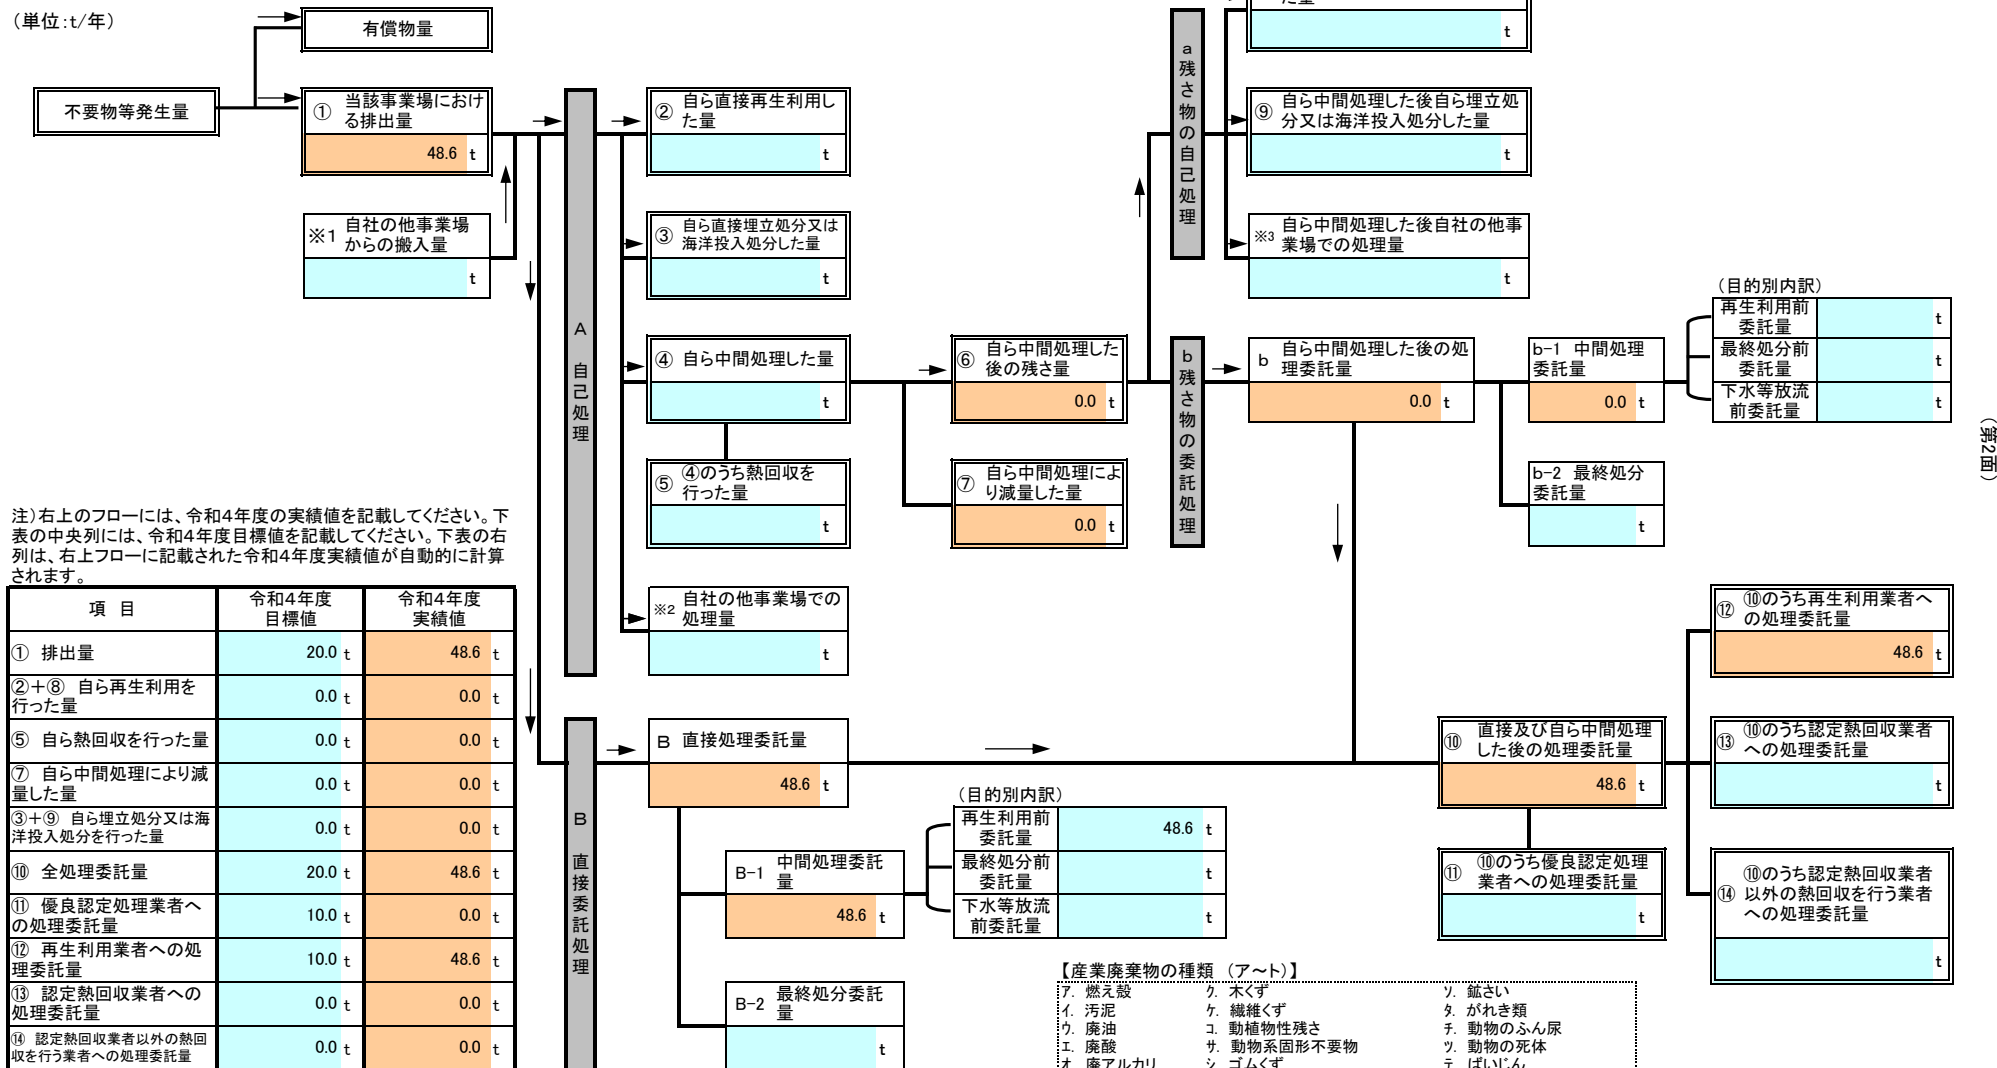 （単位：t/年）
有償物量
不要物等発生量
① 当該事業場におけ
る排出量
48.6 t
※1 自社の他事業場
からの搬入量
t
A 自己処理
② 自ら直接再生利用し
た量
t
③ 自ら直接埋立処分又は
海洋投入処分した量
t
④ 自ら中間処理した量
t
⑤ ④のうち熱回収を
行った量
t
※2 自社の他事業場での
処理量
t
⑥ 自ら中間処理した
後の残さ量
0.0 t
⑦ 自ら中間処理によ
り減量した量
0.0 t
a残さ物の自己処理
t
⑨ 自ら中間処理した後自ら埋立処
分又は海洋投入処分した量
t
※3 自ら中間処理した後自社の他事
業場での処理量
t
b残さ物の委託処理
b 自ら中間処理した後の処
理委託量
0.0 t
b-1 中間処理
委託量
0.0 t
b-2 最終処分
委託量
t
（目的別内訳）
再生利用前
委託量
t
最終処分前
委託量
t
下水等放流
前委託量
t
（第2面）
注）右上のフローには、令和4年度の実績値を記載してください。下
表の中央列には、令和4年度目標値を記載してください。下表の右
列は、右上フローに記載された令和4年度実績値が自動的に計算
されます。
項 目
令和4年度
目標値
令和4年度
実績値
① 排出量
20.0 t
48.6 t
②＋⑧ 自ら再生利用を
行った量
0.0 t
0.0 t
⑤ 自ら熱回収を行った量
0.0 t
0.0 t
⑦ 自ら中間処理により減
量した量
0.0 t
0.0 t
③＋⑨ 自ら埋立処分又は海
洋投入処分を行った量
0.0 t
0.0 t
⑩ 全処理委託量
20.0 t
48.6 t
⑪ 優良認定処理業者へ
の処理委託量
10.0 t
0.0 t
⑫ 再生利用業者への処
理委託量
10.0 t
48.6 t
⑬ 認定熱回収業者への
処理委託量
0.0 t
0.0 t
⑭ 認定熱回収業者以外の熱回
収を行う業者への処理委託量
0.0 t
0.0 t
B 直接委託処理
B 直接処理委託量
48.6 t
B-1 中間処理委託
量
48.6 t
B-2 最終処分委託
量
t
（目的別内訳）
再生利用前
委託量
48.6 t
最終処分前
委託量
t
下水等放流
前委託量
t
⑩ 直接及び自ら中間処理
した後の処理委託量
48.6 t
⑪ ⑩のうち優良認定処理
業者への処理委託量
t
⑫ ⑩のうち再生利用業者へ
の処理委託量
48.6 t
⑬ ⑩のうち認定熱回収業者
への処理委託量
t
⑭ ⑩のうち認定熱回収業者
以外の熱回収を行う業者
への処理委託量
t
【産業廃棄物の種類 （ア～ト）】
ア. 燃え殻 ク. 木くず ソ. 鉱さい
イ. 汚泥 ケ. 繊維くず タ. がれき類
ウ. 廃油 コ. 動植物性残さ チ. 動物のふん尿
エ. 廃酸 サ. 動物系固形不要物 ツ. 動物の死体
オ. 廃アルカリ シ. ゴムくず テ. ばいじん